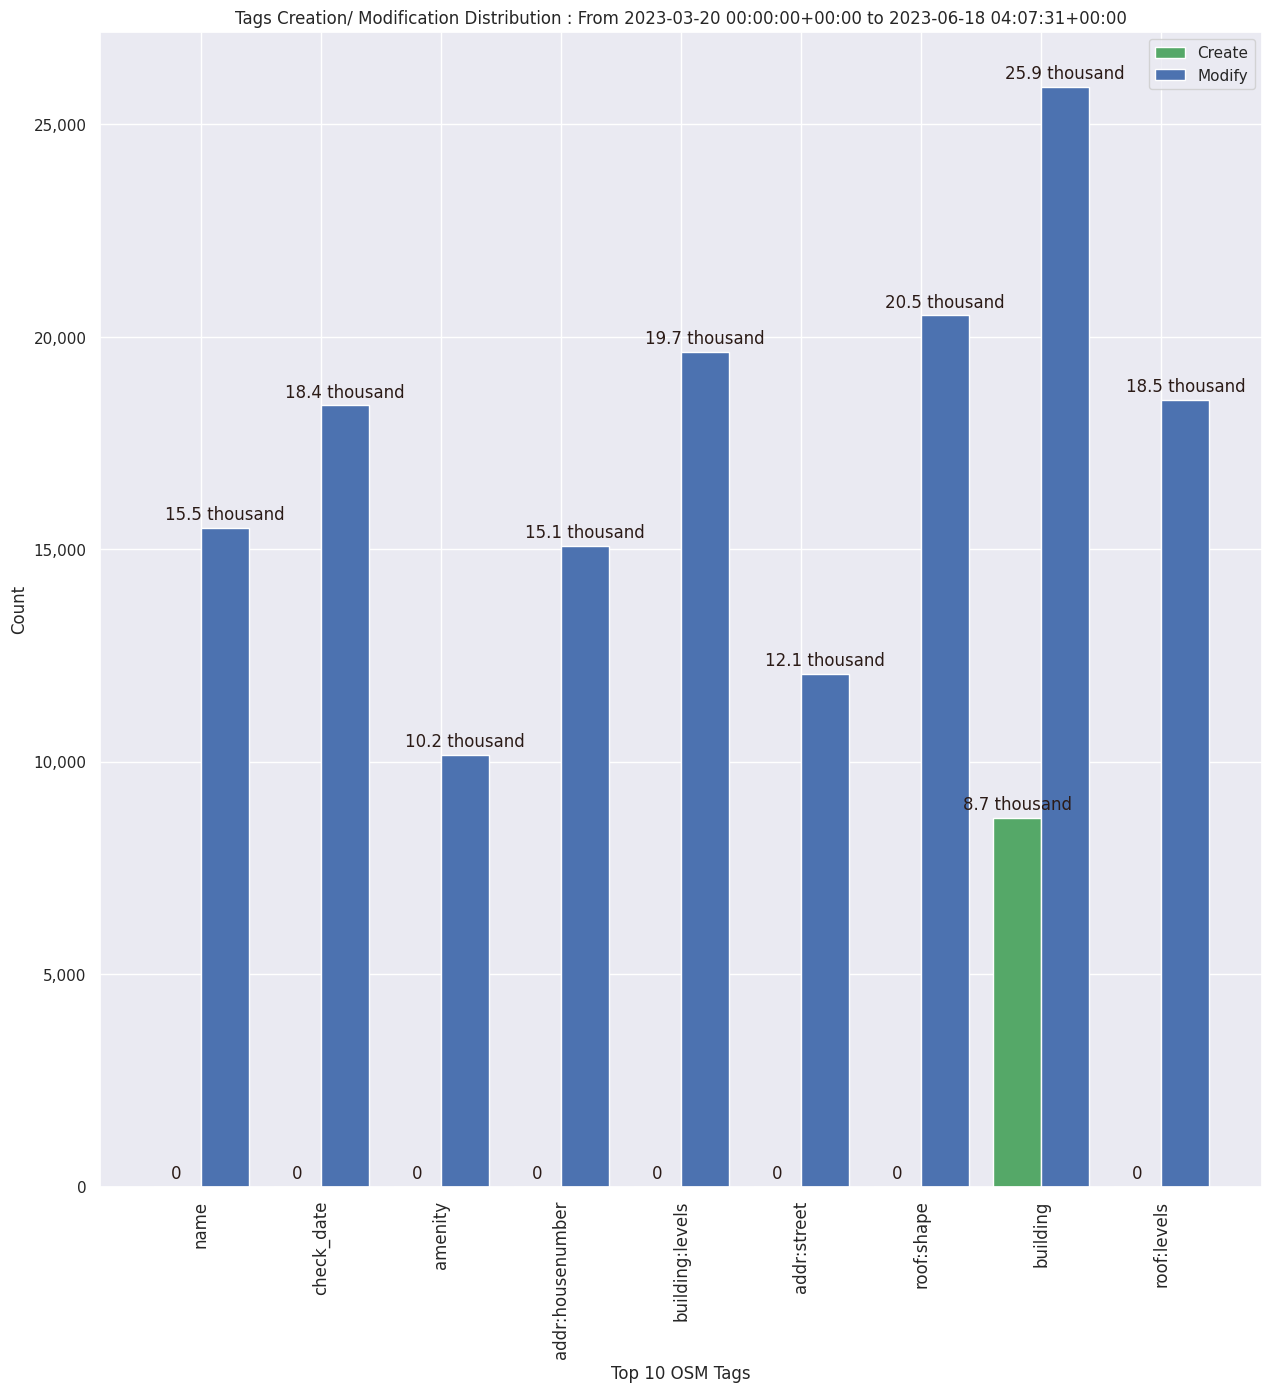 Tags Creation/ Modification Distribution : From 2023-03-20 00:00:00+00:00 to 2023-06-18 04:07:31+00:00
Create
Modify
25.9 thousand
25,000
20.5 thousand
20,000
19.7 thousand
18.4 thousand
18.5 thousand
15.5 thousand
15.1 thousand
15,000
Count
12.1 thousand
10.2 thousand
10,000
8.7 thousand
5,000
0 0 0 0 0 0 0 0
0
name
check_date
amenity
addr:housenumber
building:levels
addr:street
roof:shape
building
roof:levels
Top 10 OSM Tags